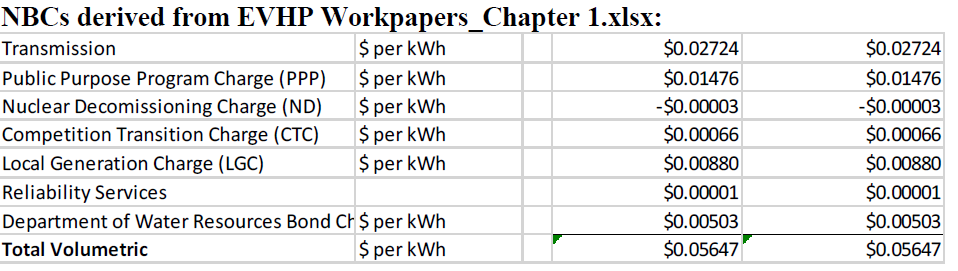 NBCs derived from EVHP Workpapers_Chapter 1.xlsx:
Transmission $ per kWh $0.02724 $0.02724
Public Purpose Program Charge (PPP) $ per kWh $0.01476 $0.01476
Nuclear Decomissioning Charge (ND) $ per kWh -$0.00003 -$0.00003
Competition Transition Charge (CTC) $ per kWh $0.00066 $0.00066
Local Generation Charge (LGC) $ per kWh $0.00880 $0.00880
Reliability Services $0.00001 $0.00001
Department of Water Resources Bond Ch $ per kWh $0.00503 $0.00503
Total Volumetric $ per kWh $0.05647 $0.05647